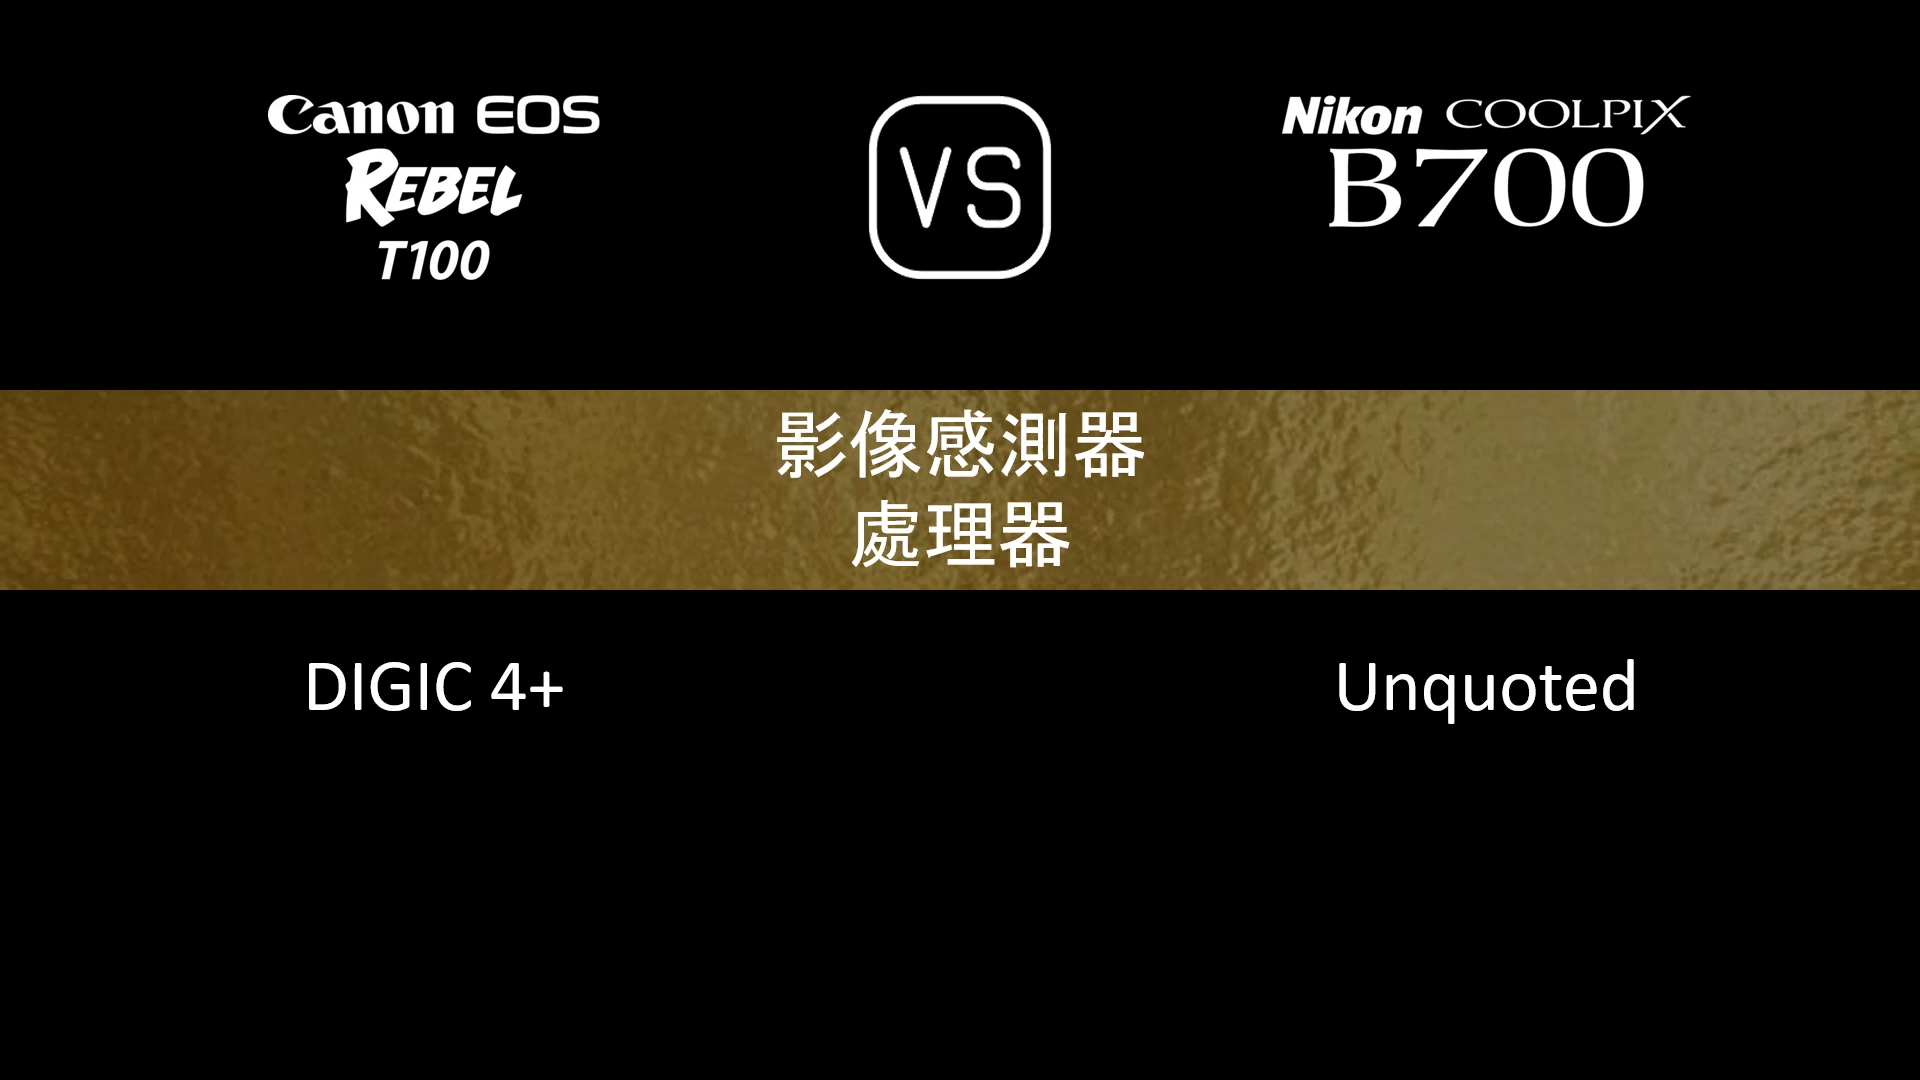 Canon EOS
REBEL
T100
VS
Nikon COOLPIX
B700
影像感測器
處理器
DIGIC 4+
Unquoted